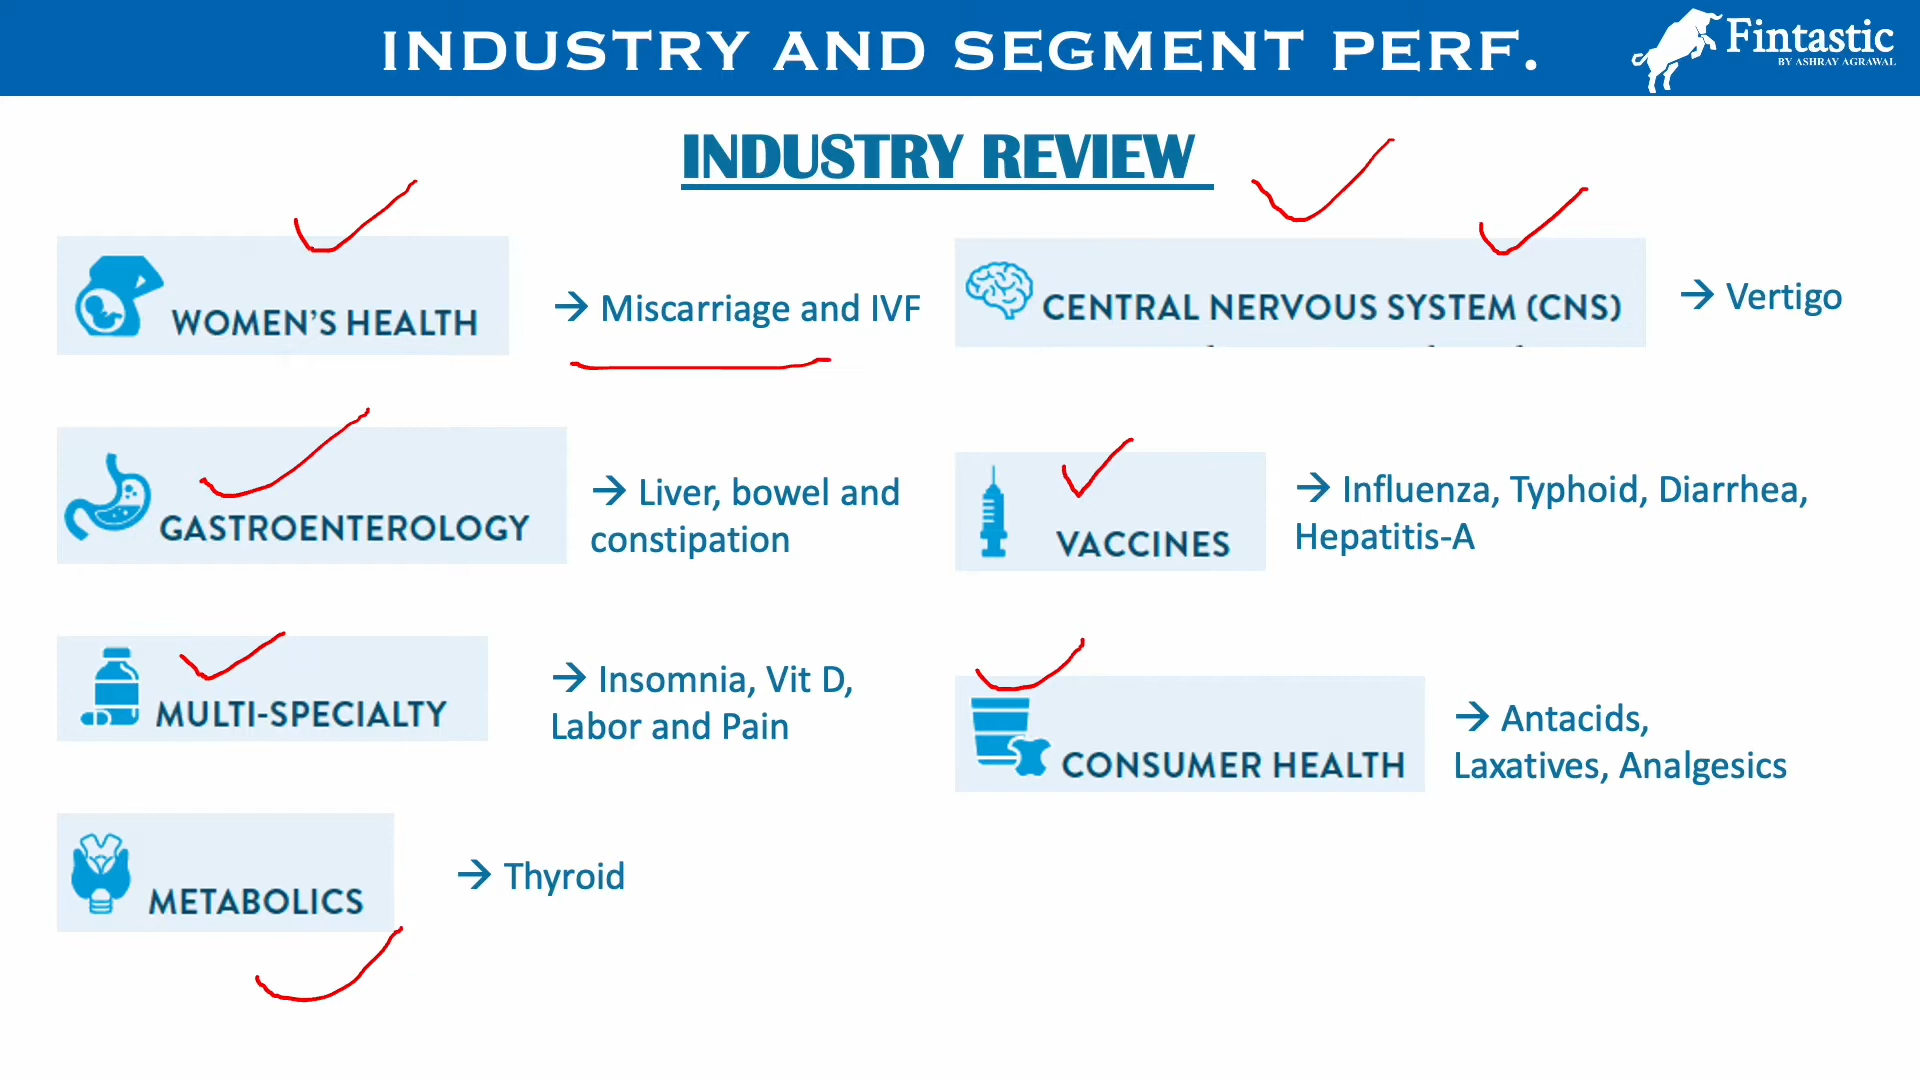 INDUSTRY AND SEGMENT PERF.
Fintastic
BY ASHRAY AGRAWAL
INDUSTRY REVIEW
WOMEN'S HEALTH
→ Miscarriage and IVF
CENTRAL NERVOUS SYSTEM (CNS)
→ Vertigo
GASTROENTEROLOGY
→ Liver, bowel and
constipation
VACCINES
→ Influenza, Typhoid, Diarrhea,
Hepatitis-A
MULTI-SPECIALTY
→ Insomnia, Vit D,
Labor and Pain
CONSUMER HEALTH
→ Antacids,
Laxatives, Analgesics
METABOLICS
→ Thyroid